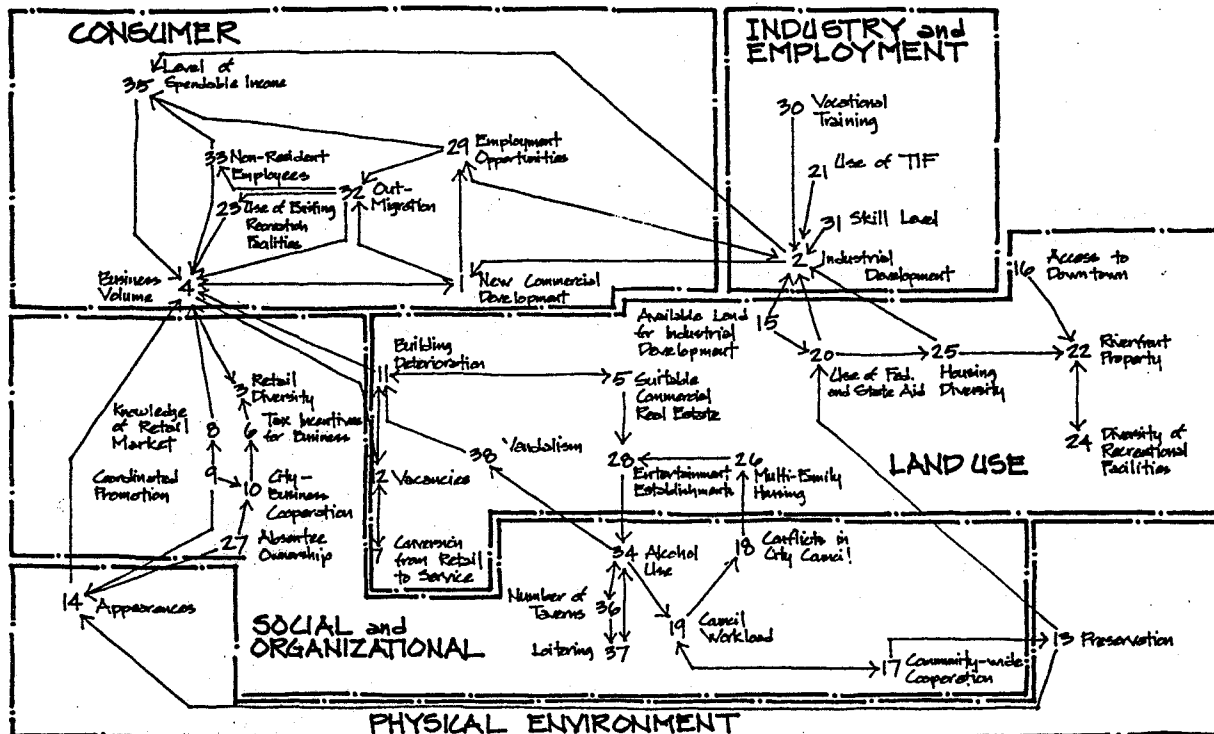 CONSUMER
35 Level of
Spendable Income
33 Non-Resident
Employees
23 Use of Existing
Recreation
Facilities
32 Out-
Migration
29 Employment
Opportunities
Business
Volume 4
1 New Commercial
Development
INDUSTRY and
EMPLOYMENT
30 Vocational
Training
21 Use of TIF
31 Skill Level
2 Industrial
Development
16 Access to
Downtown
Available Land
for Industrial
Development
15
20 Use of Fed.
and State Aid
25 Housing
Diversity
22 Riverfront
Property
24 Diversity of
Recreational
Facilities
LAND USE
Building
Deterioration
11
5 Suitable
Commercial
Real Estate
38 Vandalism
12 Vacancies
28 Entertainment
Establishments
26 Multi-Family
Housing
7 Conversion
from Retail
to Service
3 Retail
Diversity
Knowledge
of Retail
Market 8
6 Tax Incentives
for Business
Coordinated
Promotion 9
10 City-
Business
Cooperation
27 Absentee
Ownership
14 Appearances
SOCIAL and
ORGANIZATIONAL
34 Alcohol
Use
18 Conflicts in
City Council
Number of
Taverns 36
Loitering 37
19 Council
Workload
17 Community-wide
Cooperation
13 Preservation
PHYSICAL ENVIRONMENT